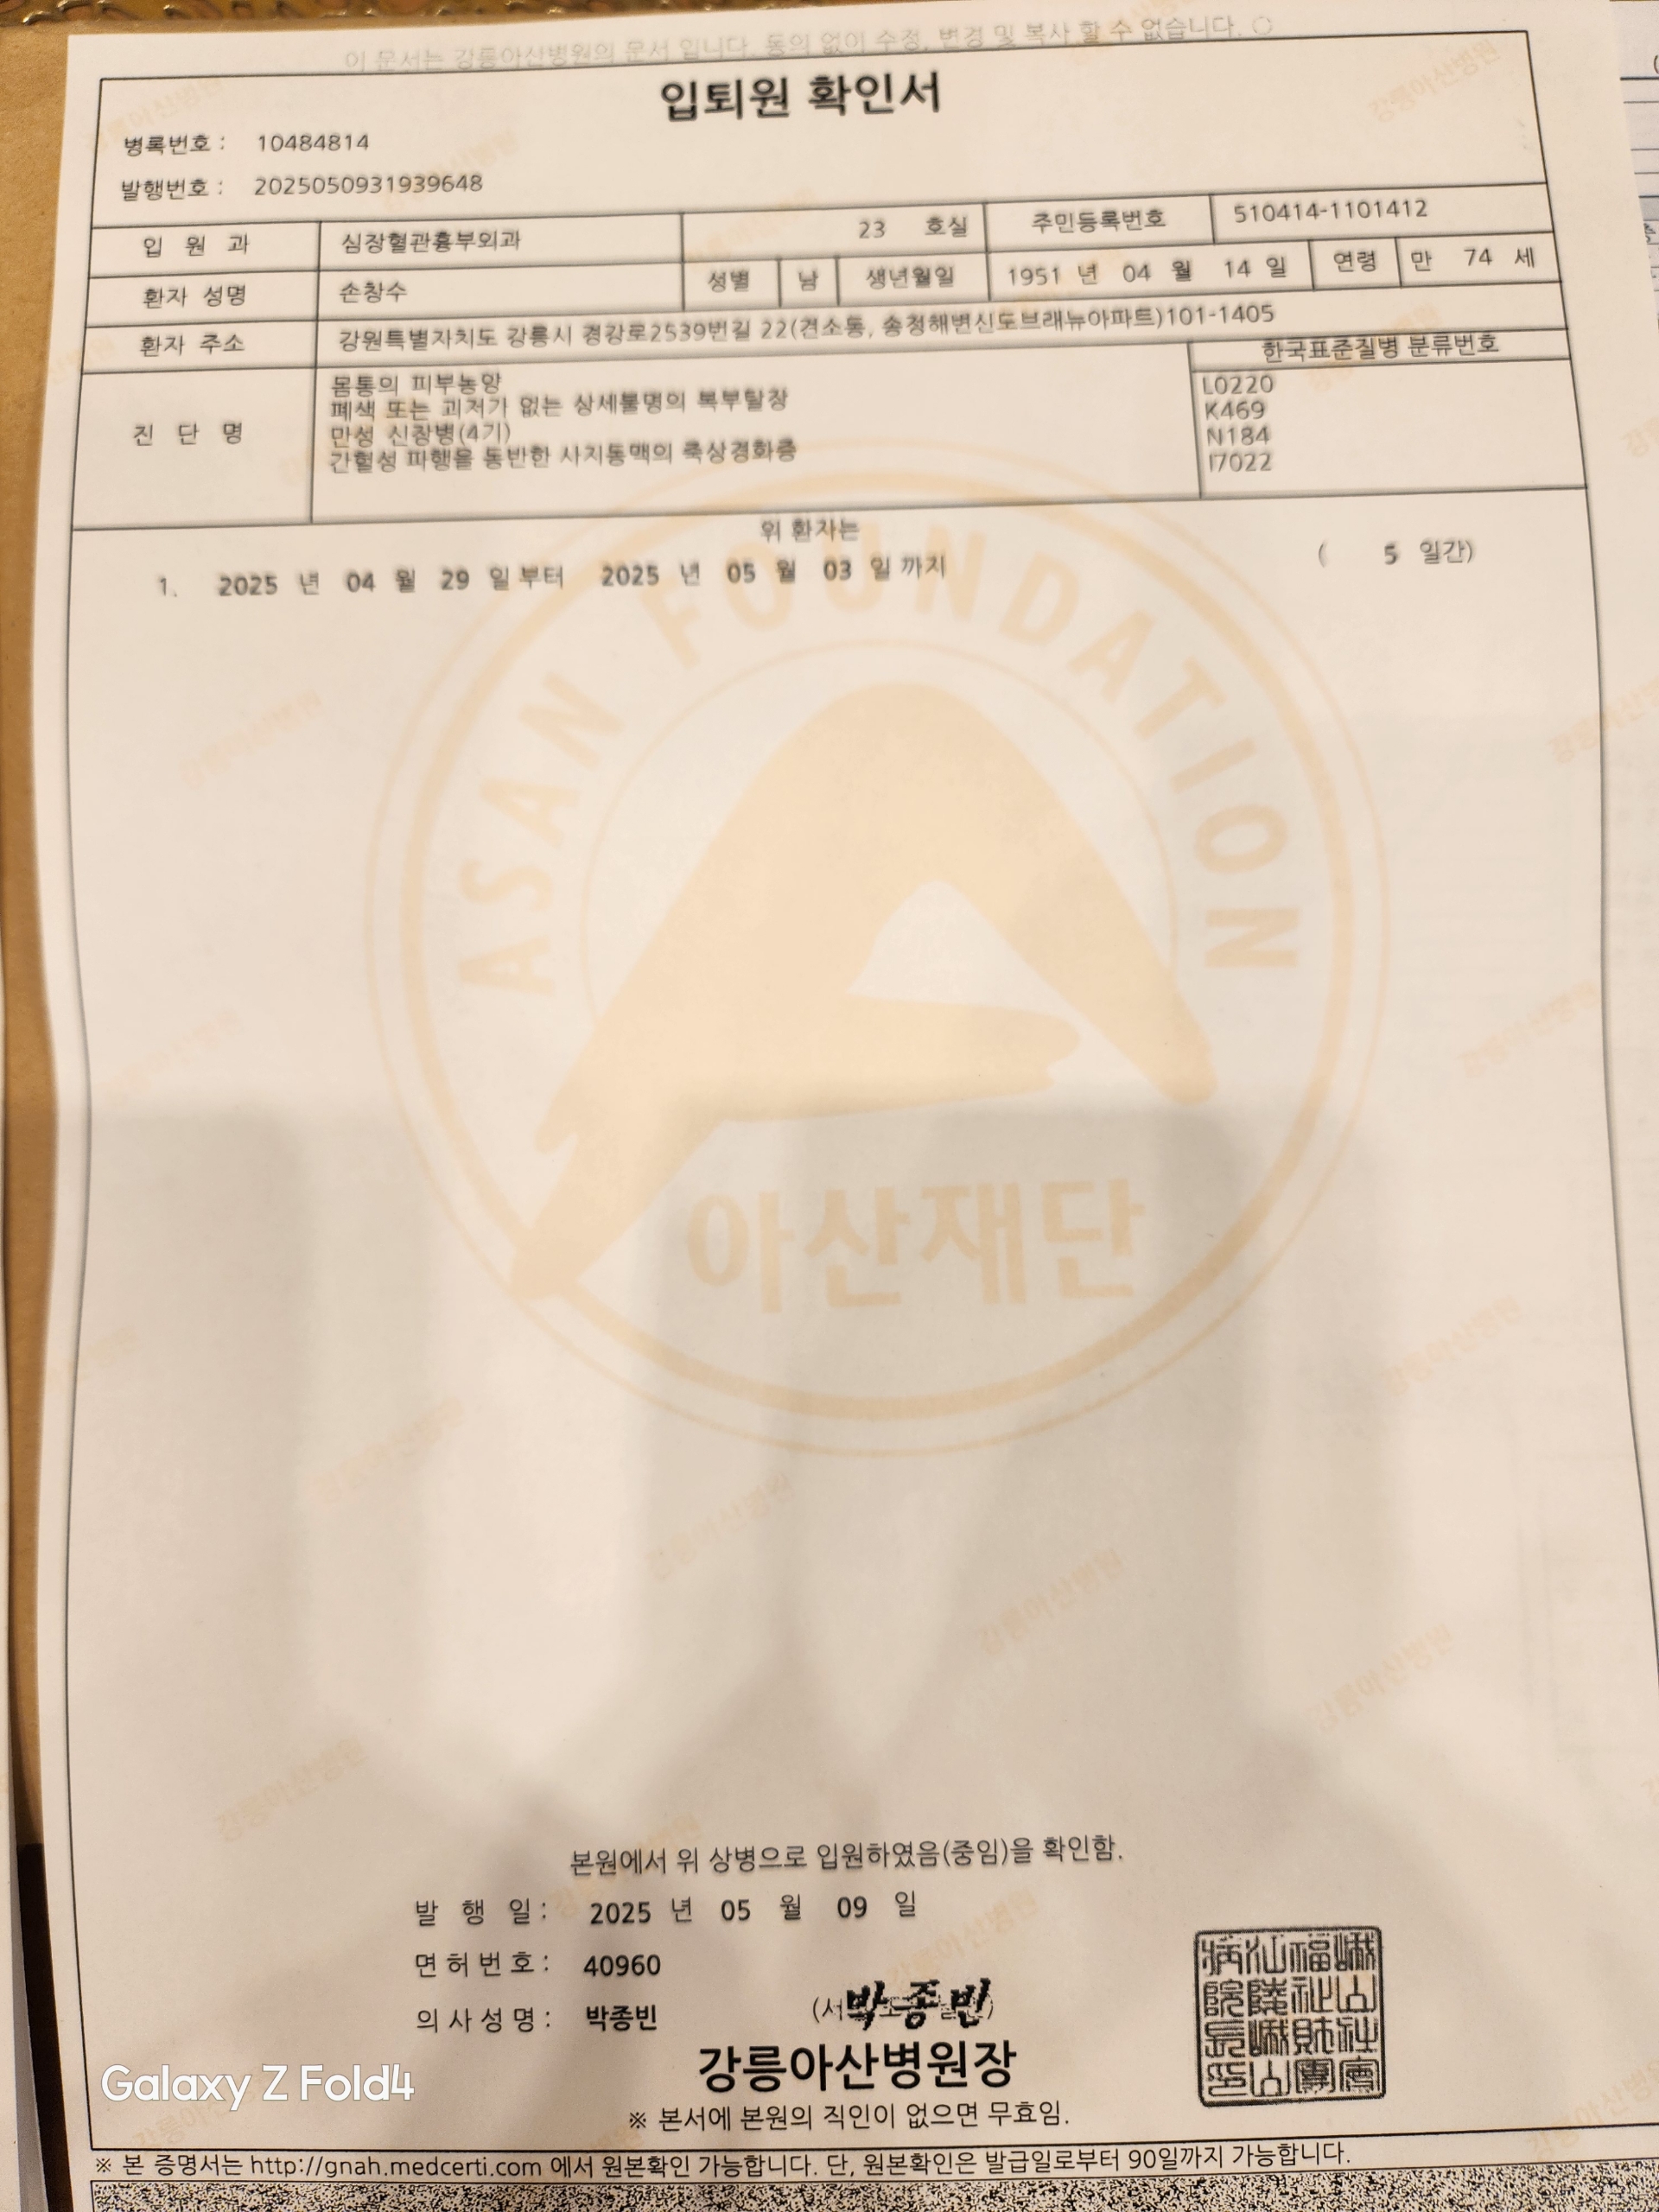 이 문서는 강릉아산병원의 문서 입니다. 동의 없이 수정, 변경 및 복사 할 수 없습니다.
입퇴원 확인서
병록번호 : 10484814
발행번호 : 2025050931939648
입 원 과 심장혈관흉부외과 23 호실 주민등록번호 510414-1101412
환자 성명 손창수 성별 남 생년월일 1951 년 04 월 14 일 연령 만 74 세
환자 주소 강원특별자치도 강릉시 경강로2539번길 22(견소동, 송정해변신도브래뉴아파트)101-1405
진 단 명 한국표준질병 분류번호
몸통의 피부농양 L0220
폐색 또는 괴저가 없는 상세불명의 복부탈장 K469
만성 신장병(4기) N184
간헐성 파행을 동반한 사지동맥의 죽상경화증 I7022
위 환자는
1. 2025 년 04 월 29 일 부터 2025 년 05 월 03 일 까지 ( 5 일간)
ASAN FOUNDATION
아산재단
본원에서 위 상병으로 입원하였음(중임)을 확인함.
발 행 일 : 2025 년 05 월 09 일
면허번호 : 40960
의사성명 : 박종빈 (서 박종빈 )
강릉아산병원장
※ 본서에 본원의 직인이 없으면 무효임.
Galaxy Z Fold4
※ 본 증명서는 http://gnah.medcerti.com 에서 원본확인 가능합니다. 단, 원본확인은 발급일로부터 90일까지 가능합니다.